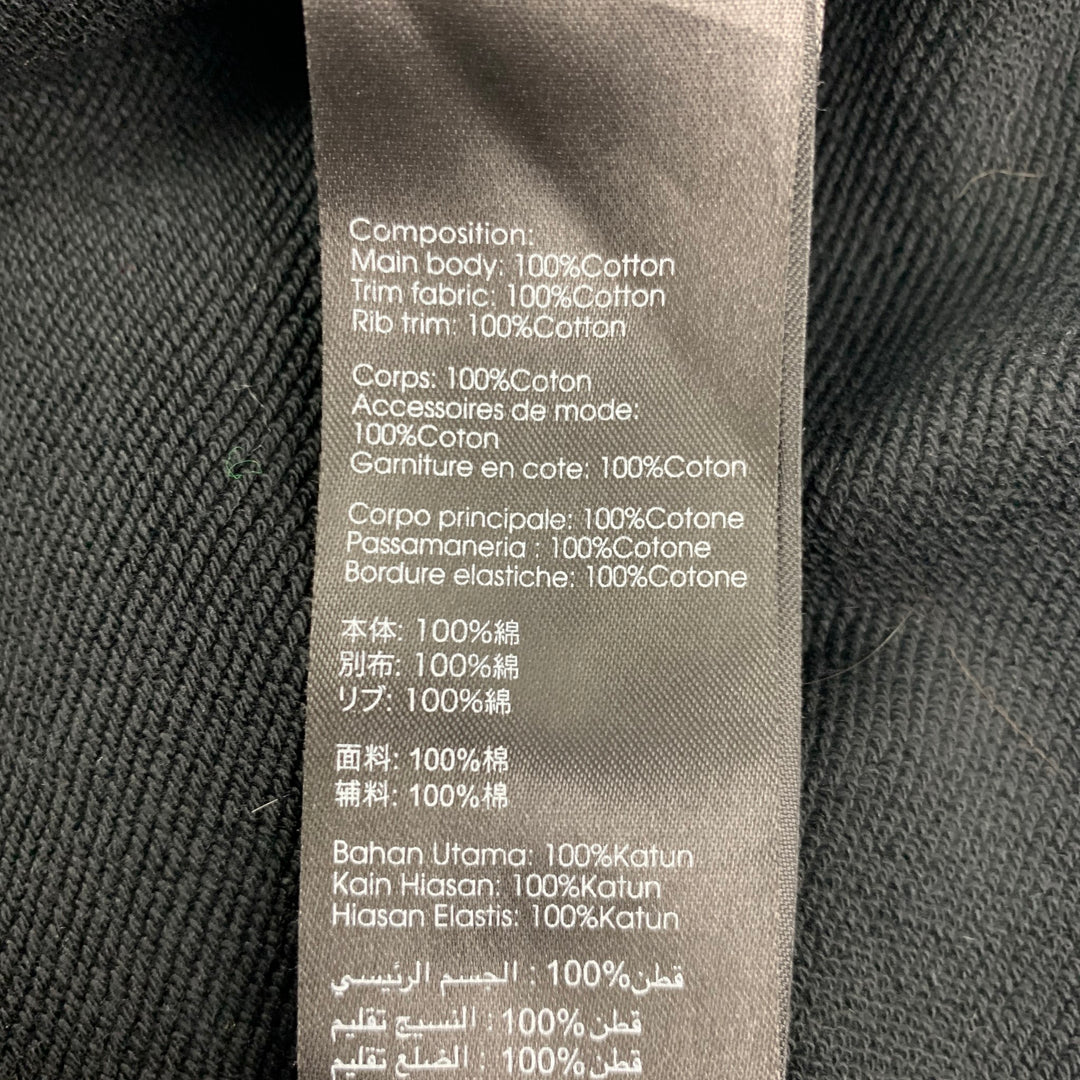 Composition:
Main body: 100%Cotton
Trim fabric: 100%Cotton
Rib trim: 100%Cotton
Corps: 100%Coton
Accessoires de mode:
100%Coton
Garniture en cote: 100%Coton
Corpo principale: 100%Cotone
Passamaneria : 100%Cotone
Bordure elastiche: 100%Cotone
本体: 100%綿
別布: 100%綿
リブ: 100%綿
面料: 100%棉
辅料: 100%棉
Bahan Utama: 100%Katun
Kain Hiasan: 100%Katun
Hiasan Elastis: 100%Katun
قطن%100 : الجسم الرئيسي
قطن%100 : النسيج تقليم
قطن%100 : الضلع تقليم